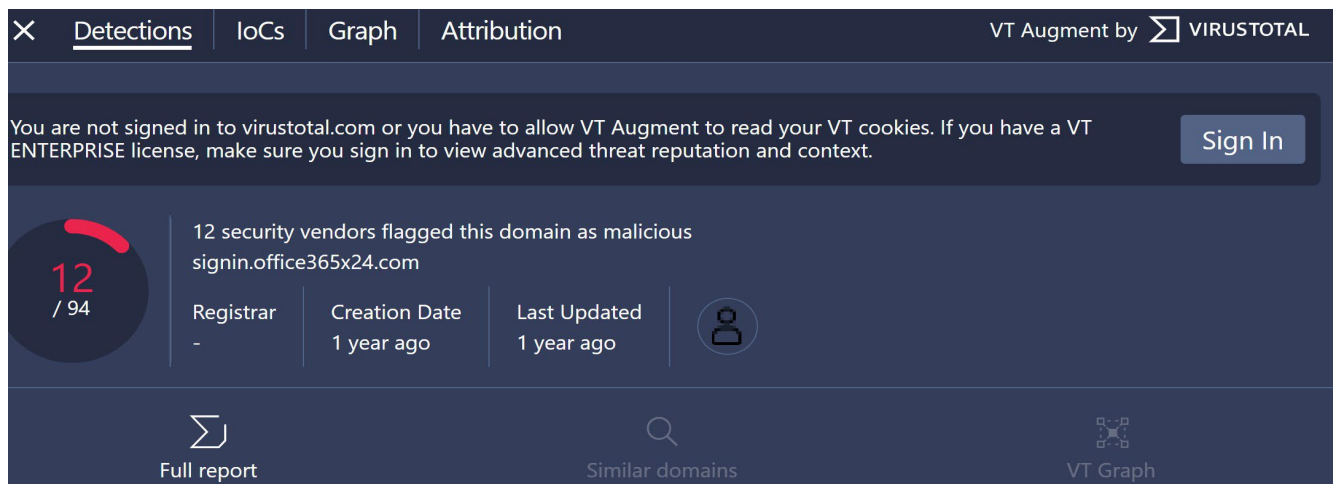 Detections IoCs Graph Attribution VT Augment by VIRUSTOTAL
You are not signed in to virustotal.com or you have to allow VT Augment to read your VT cookies. If you have a VT
ENTERPRISE license, make sure you sign in to view advanced threat reputation and context.
Sign In
12
/ 94
12 security vendors flagged this domain as malicious
signin.office365x24.com
Registrar Creation Date Last Updated
- 1 year ago 1 year ago
Full report Similar domains VT Graph